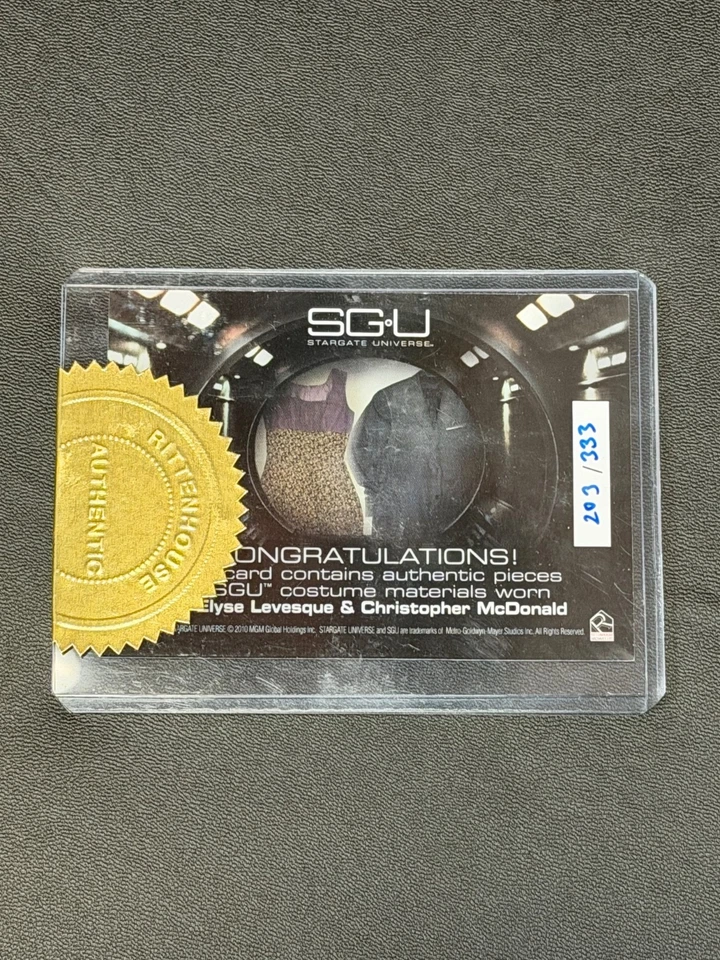 SG·U
STARGATE UNIVERSE
203/333
RITTENHOUSE
AUTHENTIC
ONGRATULATIONS!
card contains authentic pieces
SGU™ costume materials worn
Elyse Levesque & Christopher McDonald
ARGATE UNIVERSE © 2010 MGM Global Holdings Inc. STARGATE UNIVERSE and SGU are trademarks of Metro-Goldwyn-Mayer Studios Inc. All Rights Reserved.